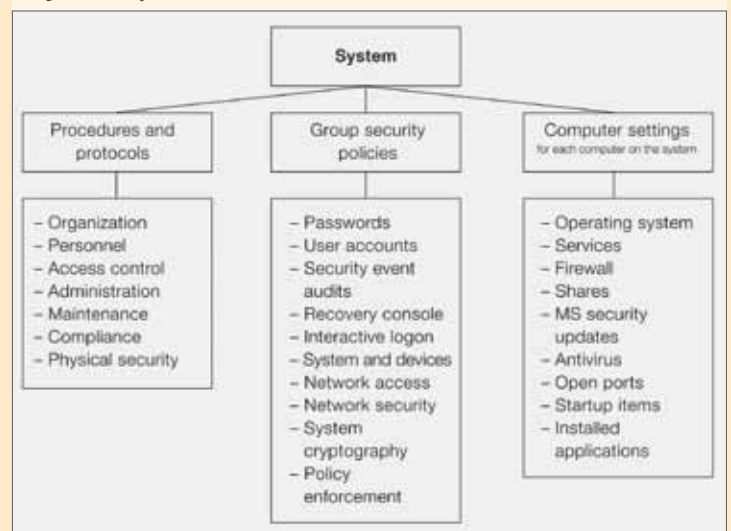 System
Procedures and
protocols
Group security
policies
Computer settings
for each computer on the system
– Organization
– Personnel
– Access control
– Administration
– Maintenance
– Compliance
– Physical security
– Passwords
– User accounts
– Security event
audits
– Recovery console
– Interactive logon
– System and devices
– Network access
– Network security
– System
cryptography
– Policy
enforcement
– Operating system
– Services
– Firewall
– Shares
– MS security
updates
– Antivirus
– Open ports
– Startup items
– Installed
applications